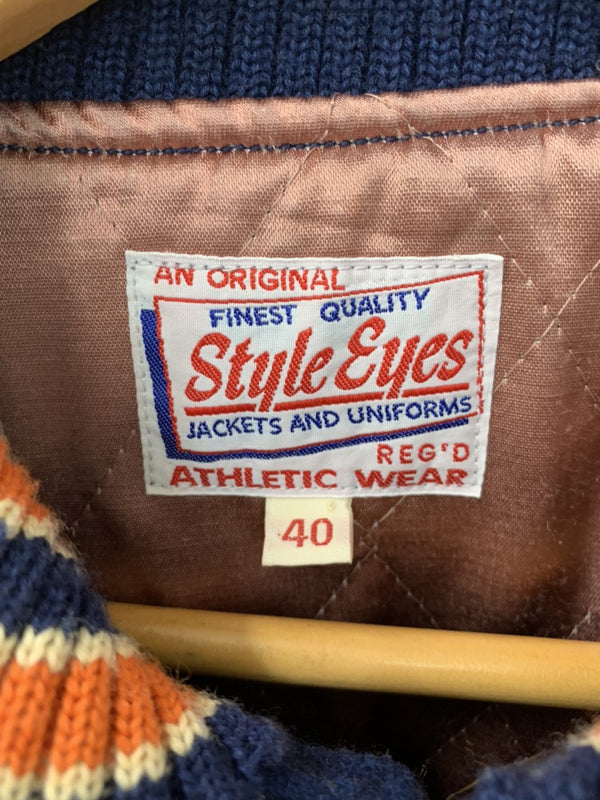 AN ORIGINAL
FINEST QUALITY
Style Eyes
JACKETS AND UNIFORMS
REG'D
ATHLETIC WEAR
40